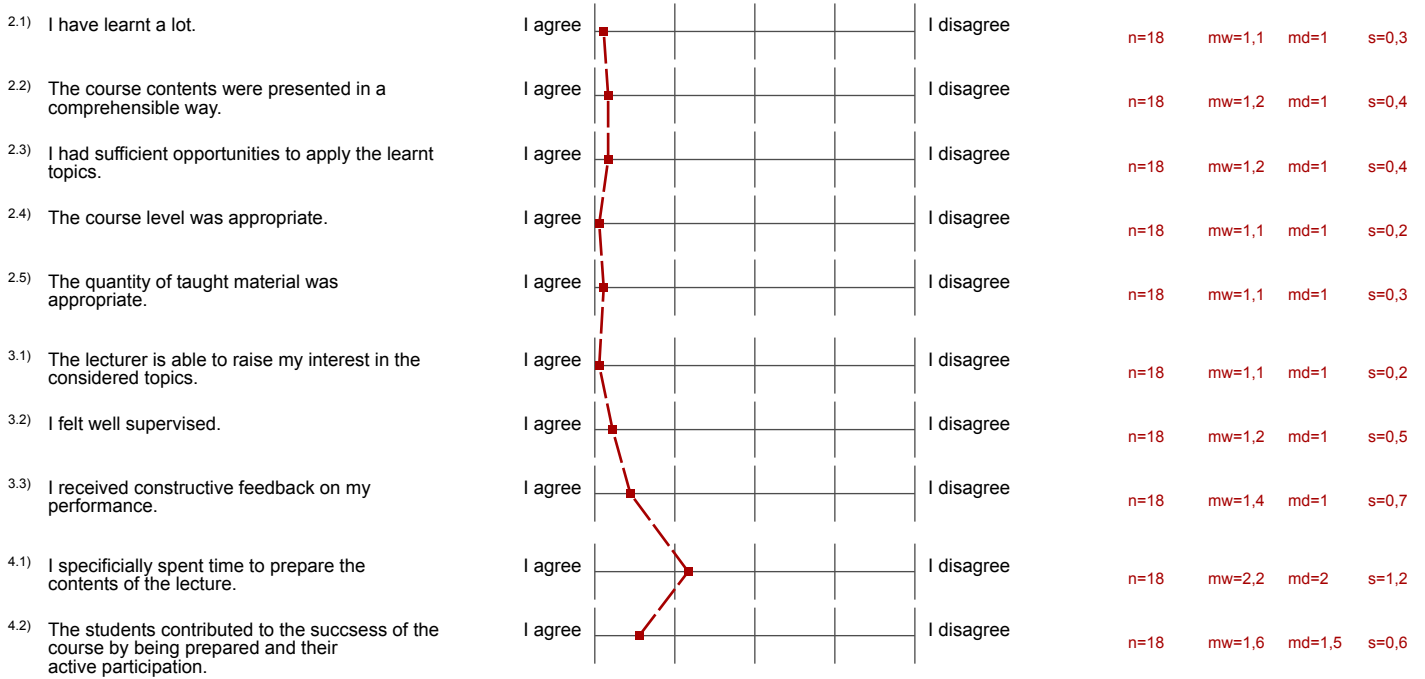 2.1) I have learnt a lot. I agree I disagree n=18 mw=1,1 md=1 s=0,3
2.2) The course contents were presented in a I agree I disagree n=18 mw=1,2 md=1 s=0,4
comprehensible way.
2.3) I had sufficient opportunities to apply the learnt I agree I disagree n=18 mw=1,2 md=1 s=0,4
topics.
2.4) The course level was appropriate. I agree I disagree n=18 mw=1,1 md=1 s=0,2
2.5) The quantity of taught material was I agree I disagree n=18 mw=1,1 md=1 s=0,3
appropriate.
3.1) The lecturer is able to raise my interest in the I agree I disagree n=18 mw=1,1 md=1 s=0,2
considered topics.
3.2) I felt well supervised. I agree I disagree n=18 mw=1,2 md=1 s=0,5
3.3) I received constructive feedback on my I agree I disagree n=18 mw=1,4 md=1 s=0,7
performance.
4.1) I specificially spent time to prepare the I agree I disagree n=18 mw=2,2 md=2 s=1,2
contents of the lecture.
4.2) The students contributed to the succsess of the I agree I disagree n=18 mw=1,6 md=1,5 s=0,6
course by being prepared and their
active participation.